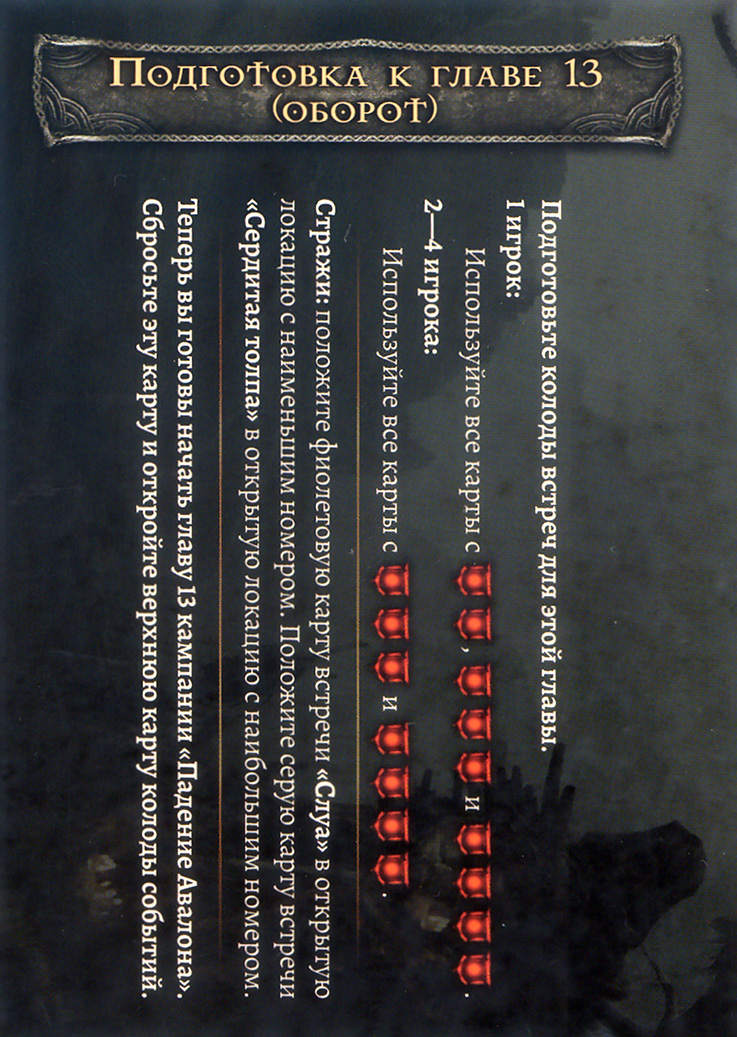 Подготовка к главе 13
(оборот)
Подготовьте колоды встреч для этой главы.
1 игрок:
Используйте все карты с , и .
2—4 игрока:
Используйте все карты с и .
Стражи: положите фиолетовую карту встречи «Слуа» в открытую
локацию с наименьшим номером. Положите серую карту встречи
«Сердитая толпа» в открытую локацию с наибольшим номером.
Теперь вы готовы начать главу 13 кампании «Падение Авалона».
Сбросьте эту карту и откройте верхнюю карту колоды событий.